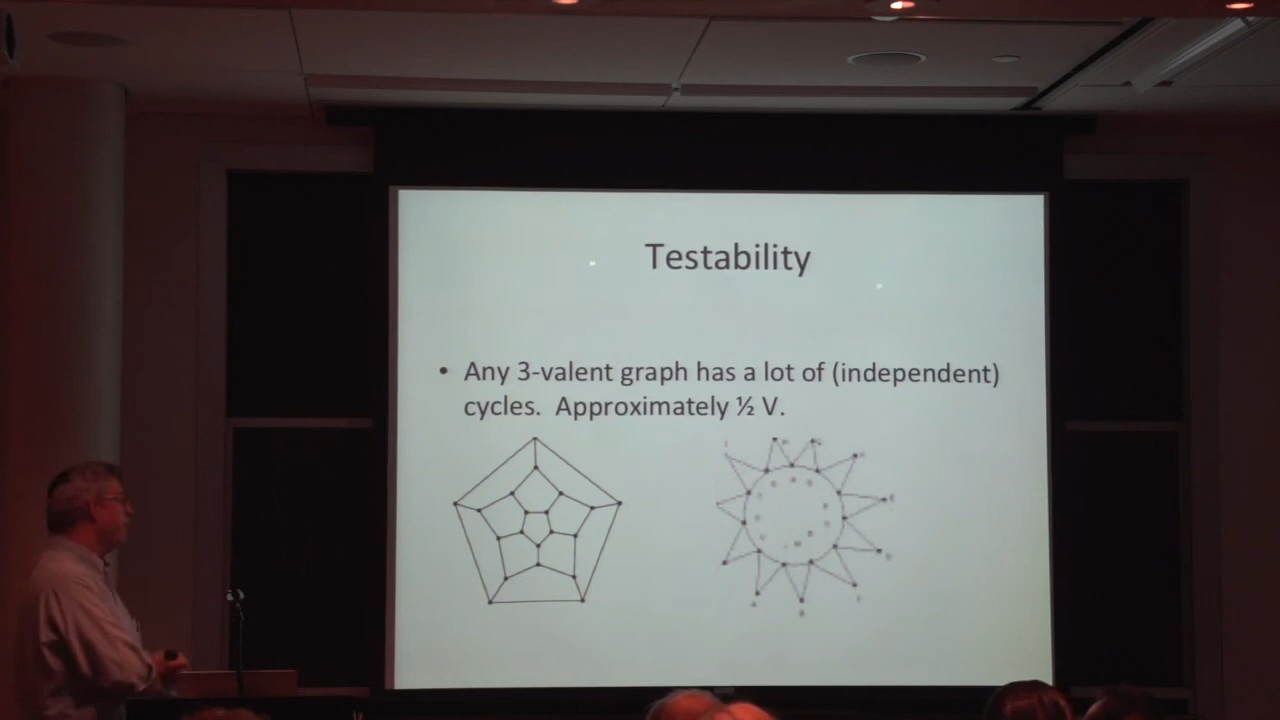 Testability
• Any 3-valent graph has a lot of (independent)
cycles. Approximately ½ V.